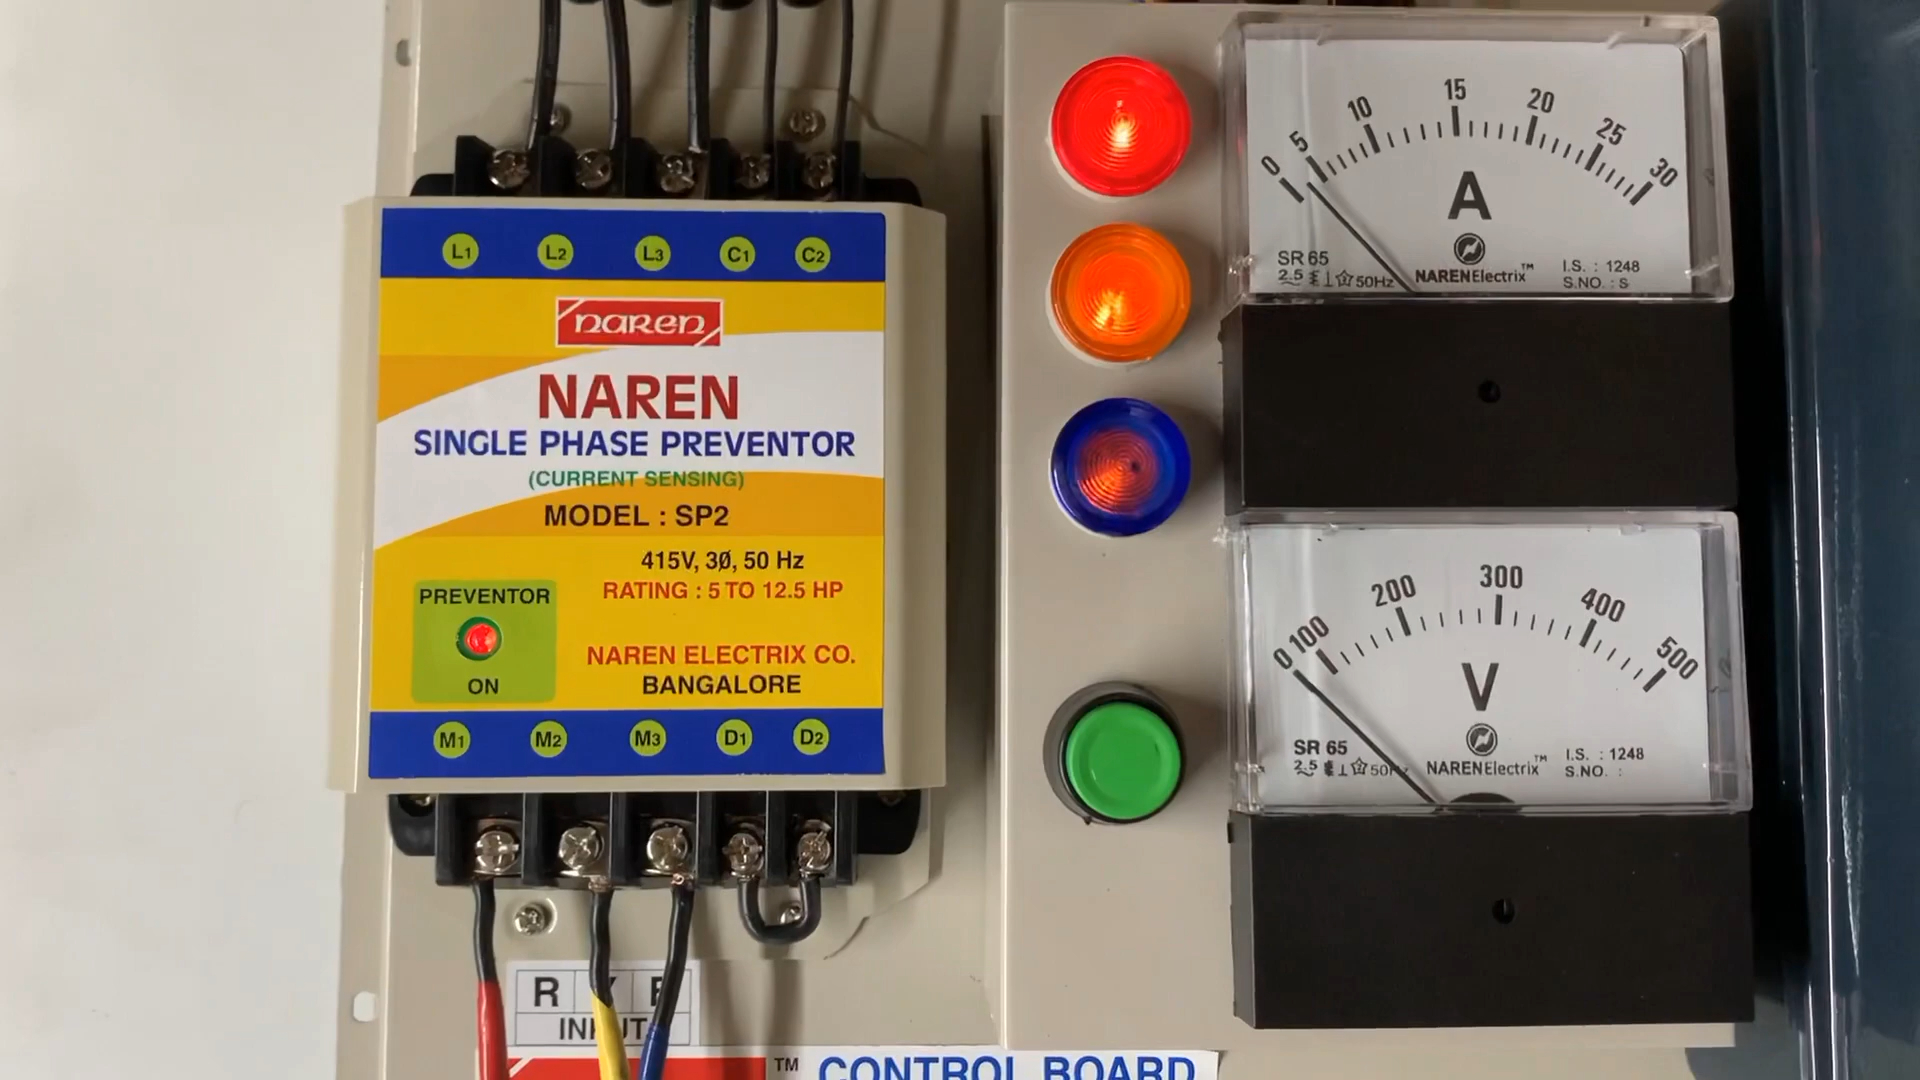 L1 L2 L3 C1 C2
naren
NAREN
SINGLE PHASE PREVENTOR
(CURRENT SENSING)
MODEL : SP2
415V, 3Ø, 50 Hz
RATING : 5 TO 12.5 HP
PREVENTOR
ON
NAREN ELECTRIX CO.
BANGALORE
M1 M2 M3 D1 D2
R
TM CONTROL BOARD
0 5 10 15 20 25 30
A
SR 65
2.5 50Hz
NARENElectrix™
I.S. : 1248
S.NO. : S
0 100 200 300 400 500
V
SR 65
2.5
NARENElectrix™
I.S. : 1248
S.NO. :